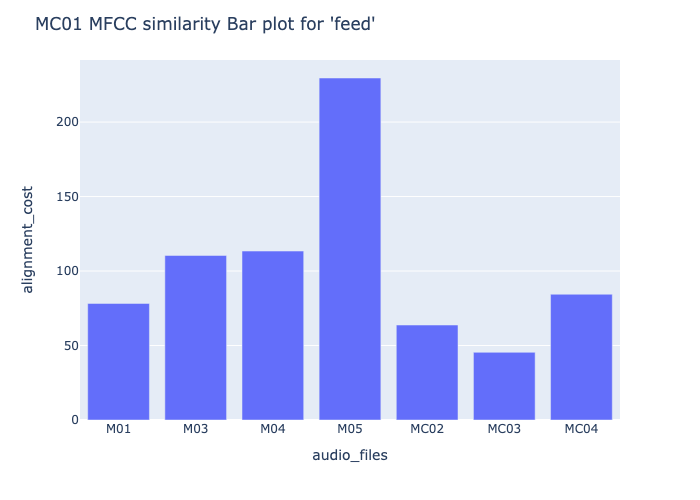 MC01 MFCC similarity Bar plot for 'feed'
alignment_cost
200
150
100
50
0
M01 M03 M04 M05 MC02 MC03 MC04
audio_files